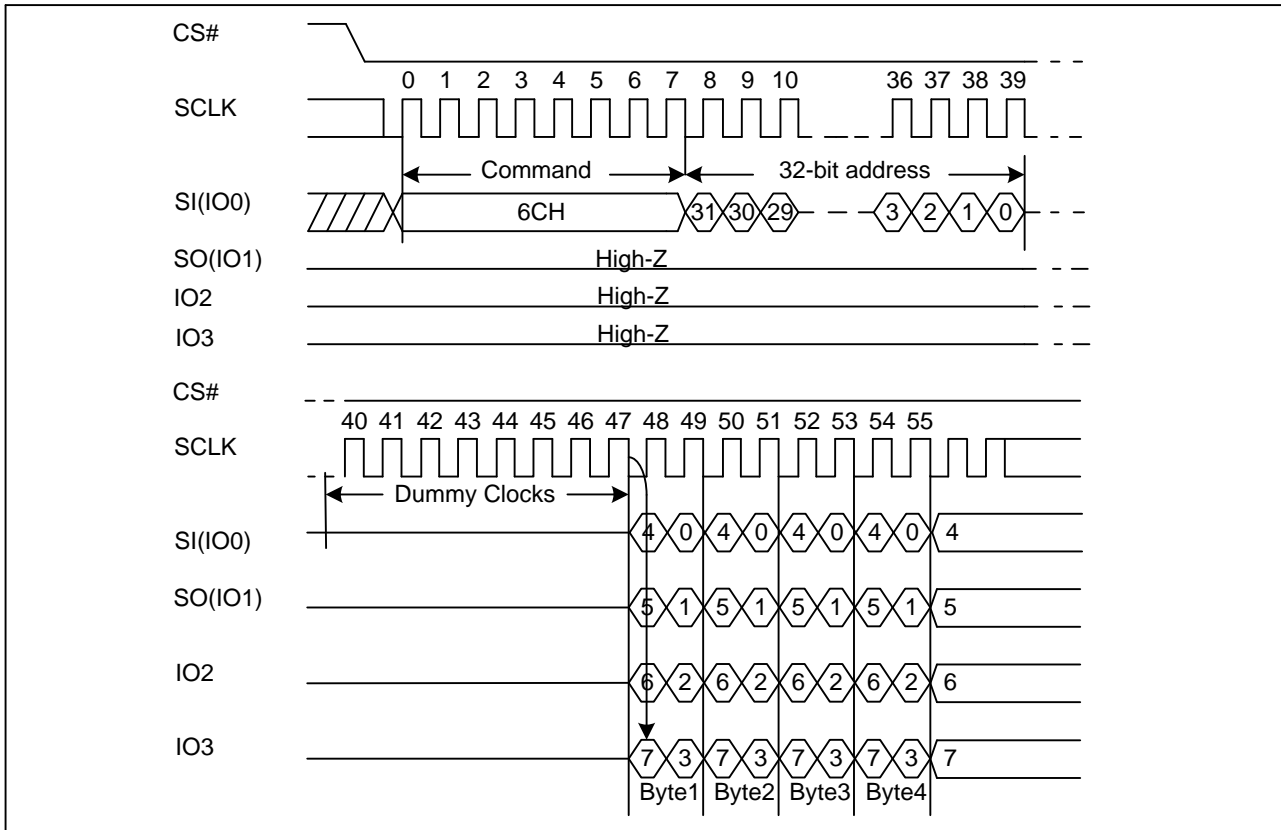 CS#
0 1 2 3 4 5 6 7 8 9 10 36 37 38 39
SCLK
Command 32-bit address
SI(IO0) 6CH 31 30 29 3 2 1 0
SO(IO1) High-Z
IO2 High-Z
IO3 High-Z
CS#
40 41 42 43 44 45 46 47 48 49 50 51 52 53 54 55
SCLK
Dummy Clocks
SI(IO0) 4 0 4 0 4 0 4 0 4
SO(IO1) 5 1 5 1 5 1 5 1 5
IO2 6 2 6 2 6 2 6 2 6
IO3 7 3 7 3 7 3 7 3 7
Byte1 Byte2 Byte3 Byte4